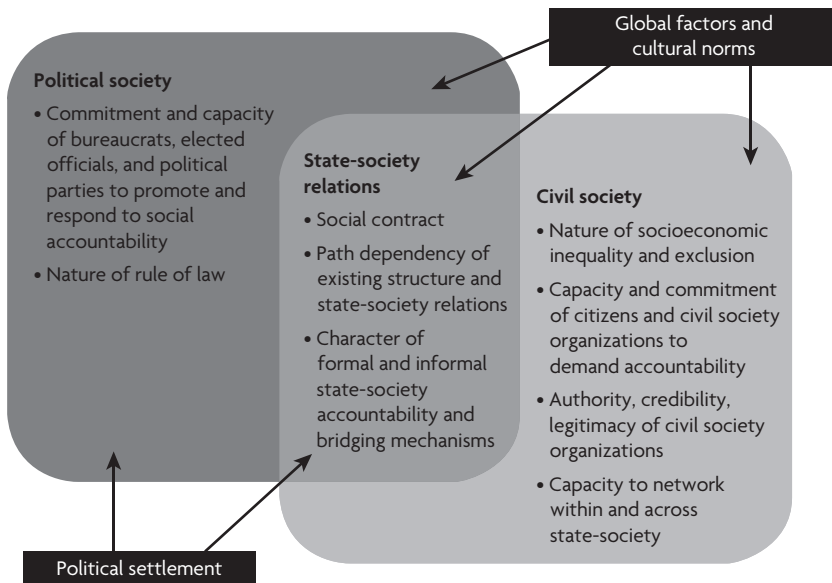 Global factors and
cultural norms
Political society
• Commitment and capacity
of bureaucrats, elected
officials, and political
parties to promote and
respond to social
accountability
• Nature of rule of law
State-society
relations
• Social contract
• Path dependency of
existing structure and
state-society relations
• Character of
formal and informal
state-society
accountability and
bridging mechanisms
Civil society
• Nature of socioeconomic
inequality and exclusion
• Capacity and commitment
of citizens and civil society
organizations to
demand accountability
• Authority, credibility,
legitimacy of civil society
organizations
• Capacity to network
within and across
state-society
Political settlement